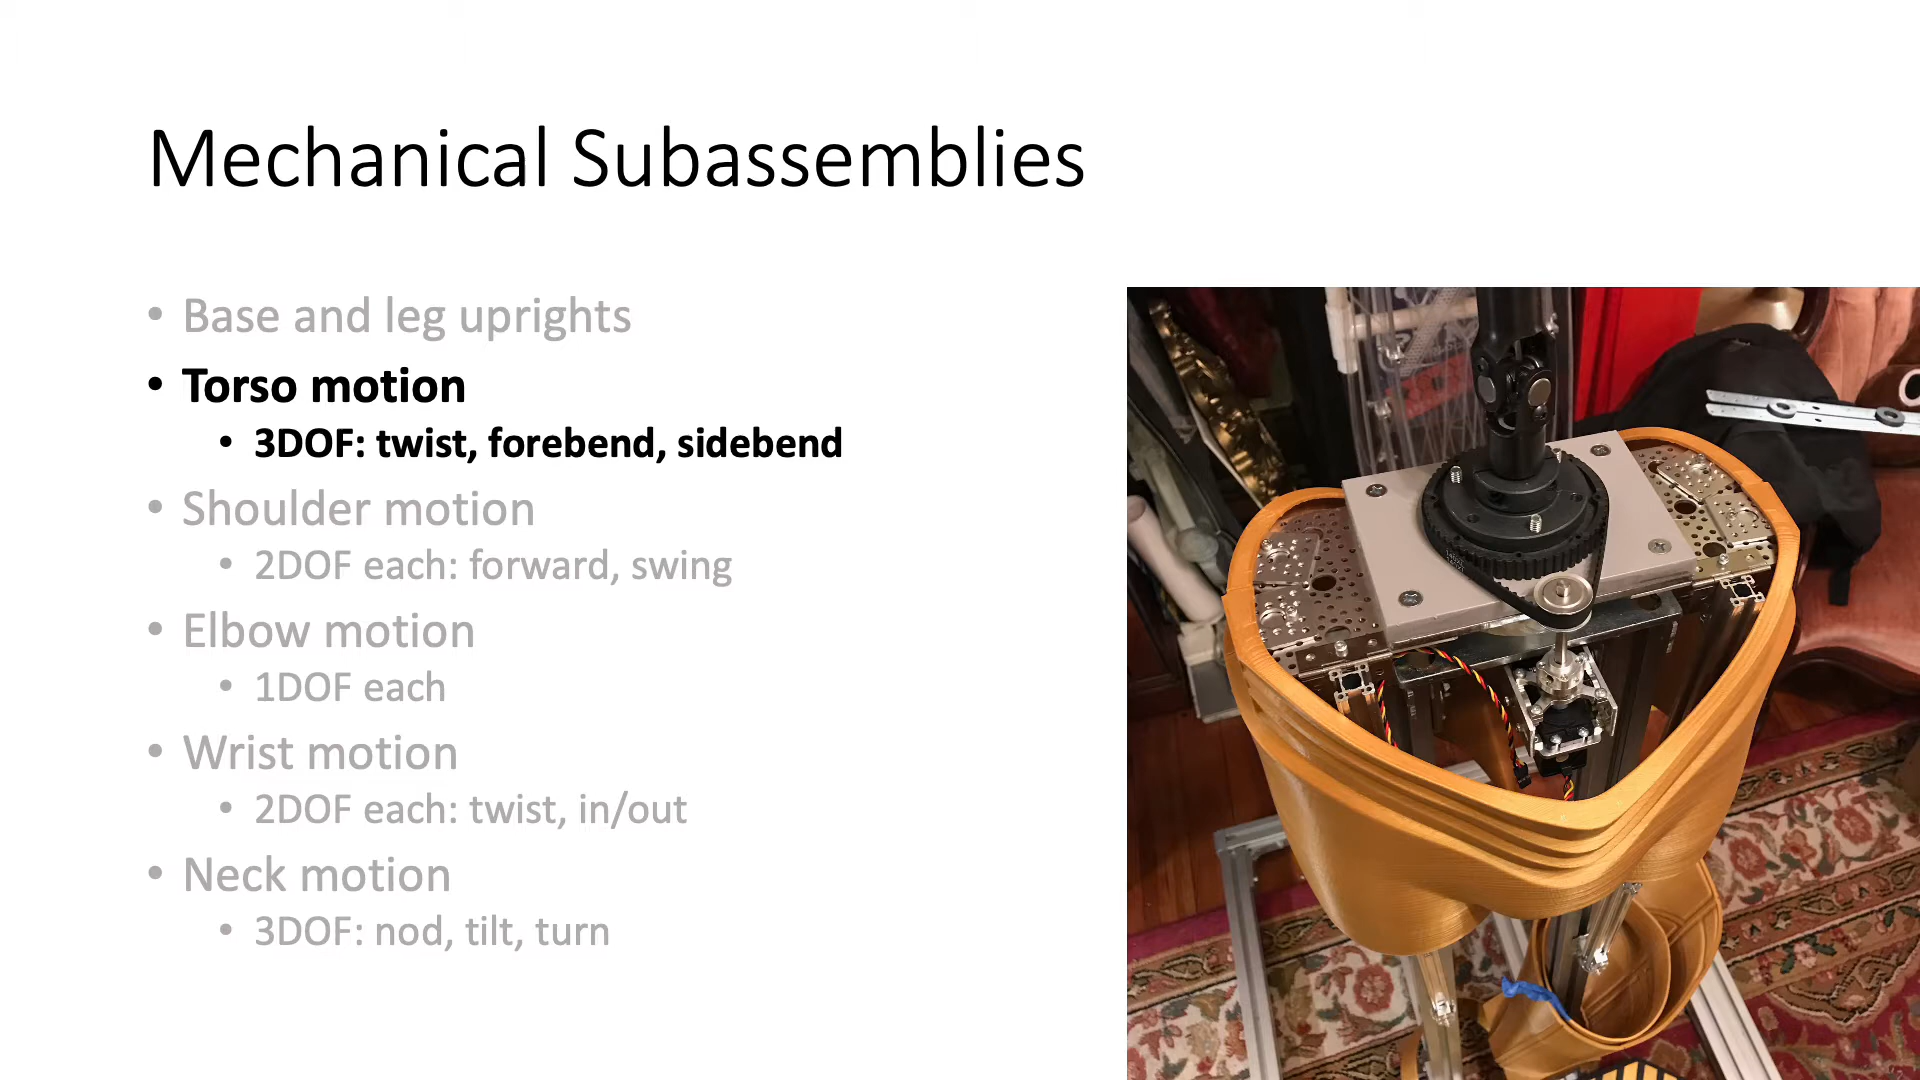 Mechanical Subassemblies
• Base and leg uprights
• Torso motion
• 3DOF: twist, forebend, sidebend
• Shoulder motion
• 2DOF each: forward, swing
• Elbow motion
• 1DOF each
• Wrist motion
• 2DOF each: twist, in/out
• Neck motion
• 3DOF: nod, tilt, turn